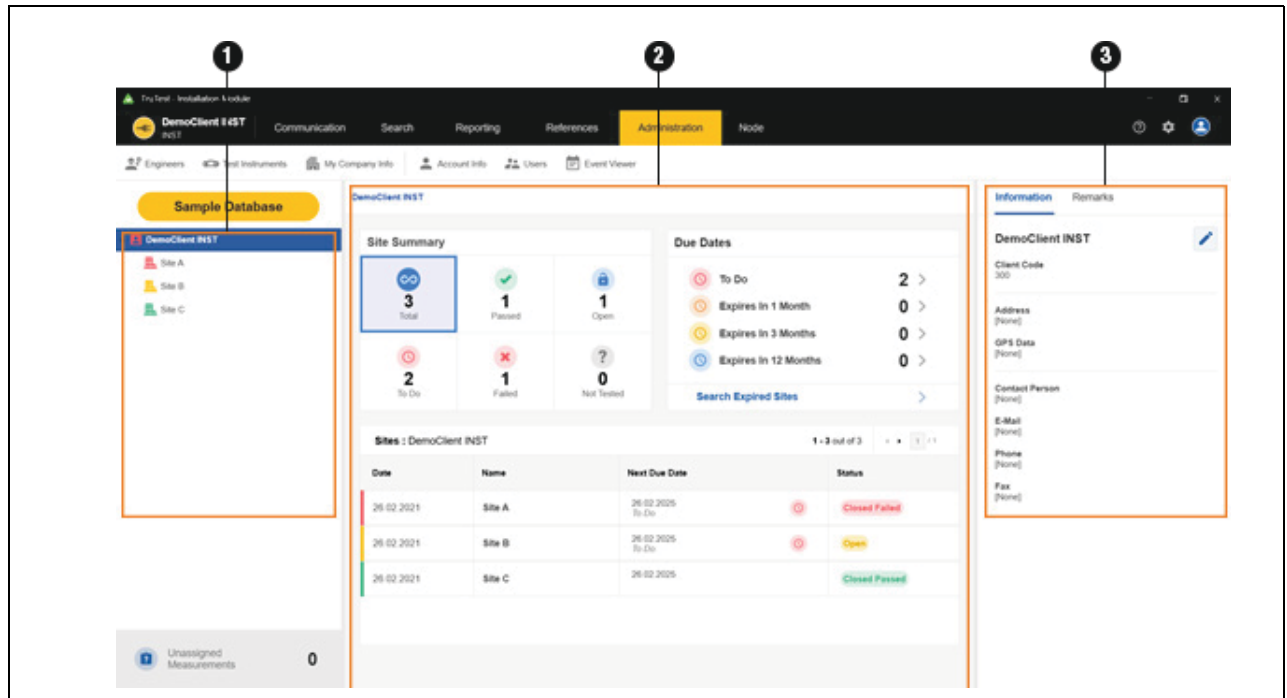 1
2
3
TruTest - Installation Module
DemoClient INST
INST
Communication
Search
Reporting
References
Administration
Node
Engineers
Test Instruments
My Company Info
Account Info
Users
Event Viewer
Sample Database
DemoClient INST
Site A
Site B
Site C
Unassigned
Measurements
0
DemoClient INST
Site Summary
3
Total
1
Passed
1
Open
2
To Do
1
Failed
?
0
Not Tested
Due Dates
To Do 2 >
Expires In 1 Month 0 >
Expires In 3 Months 0 >
Expires In 12 Months 0 >
Search Expired Sites >
Sites : DemoClient INST 1 - 3 out of 3 1 / 1
Date Name Next Due Date Status
26.02.2021 Site A 26.02.2025 Closed Failed
To Do
26.02.2021 Site B 26.02.2025 Open
To Do
26.02.2021 Site C 26.02.2025 Closed Passed
Information Remarks
DemoClient INST
Client Code
300
Address
[None]
GPS Data
[None]
Contact Person
[None]
E-Mail
[None]
Phone
[None]
Fax
[None]